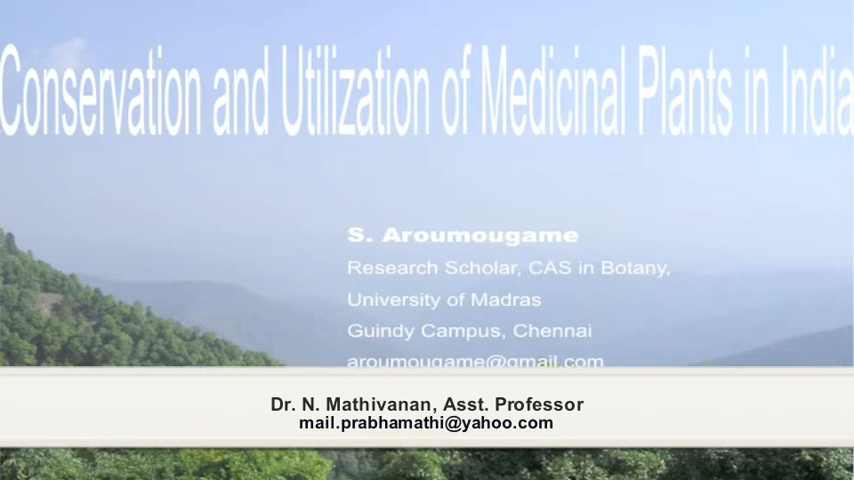 Conservation and Utilization of Medicinal Plants in India
S. Aroumougame
Research Scholar, CAS in Botany,
University of Madras
Guindy Campus, Chennai
aroumougame@gmail.com
Dr. N. Mathivanan, Asst. Professor
mail.prabhamathi@yahoo.com